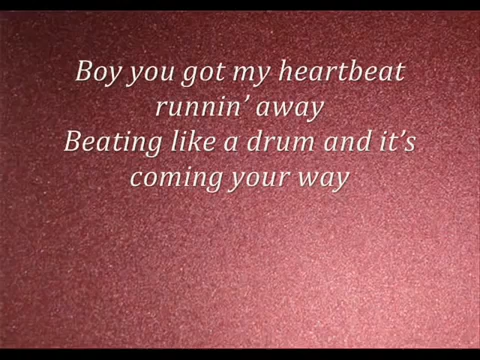 Boy you got my heartbeat
runnin’ away
Beating like a drum and it’s
coming your way